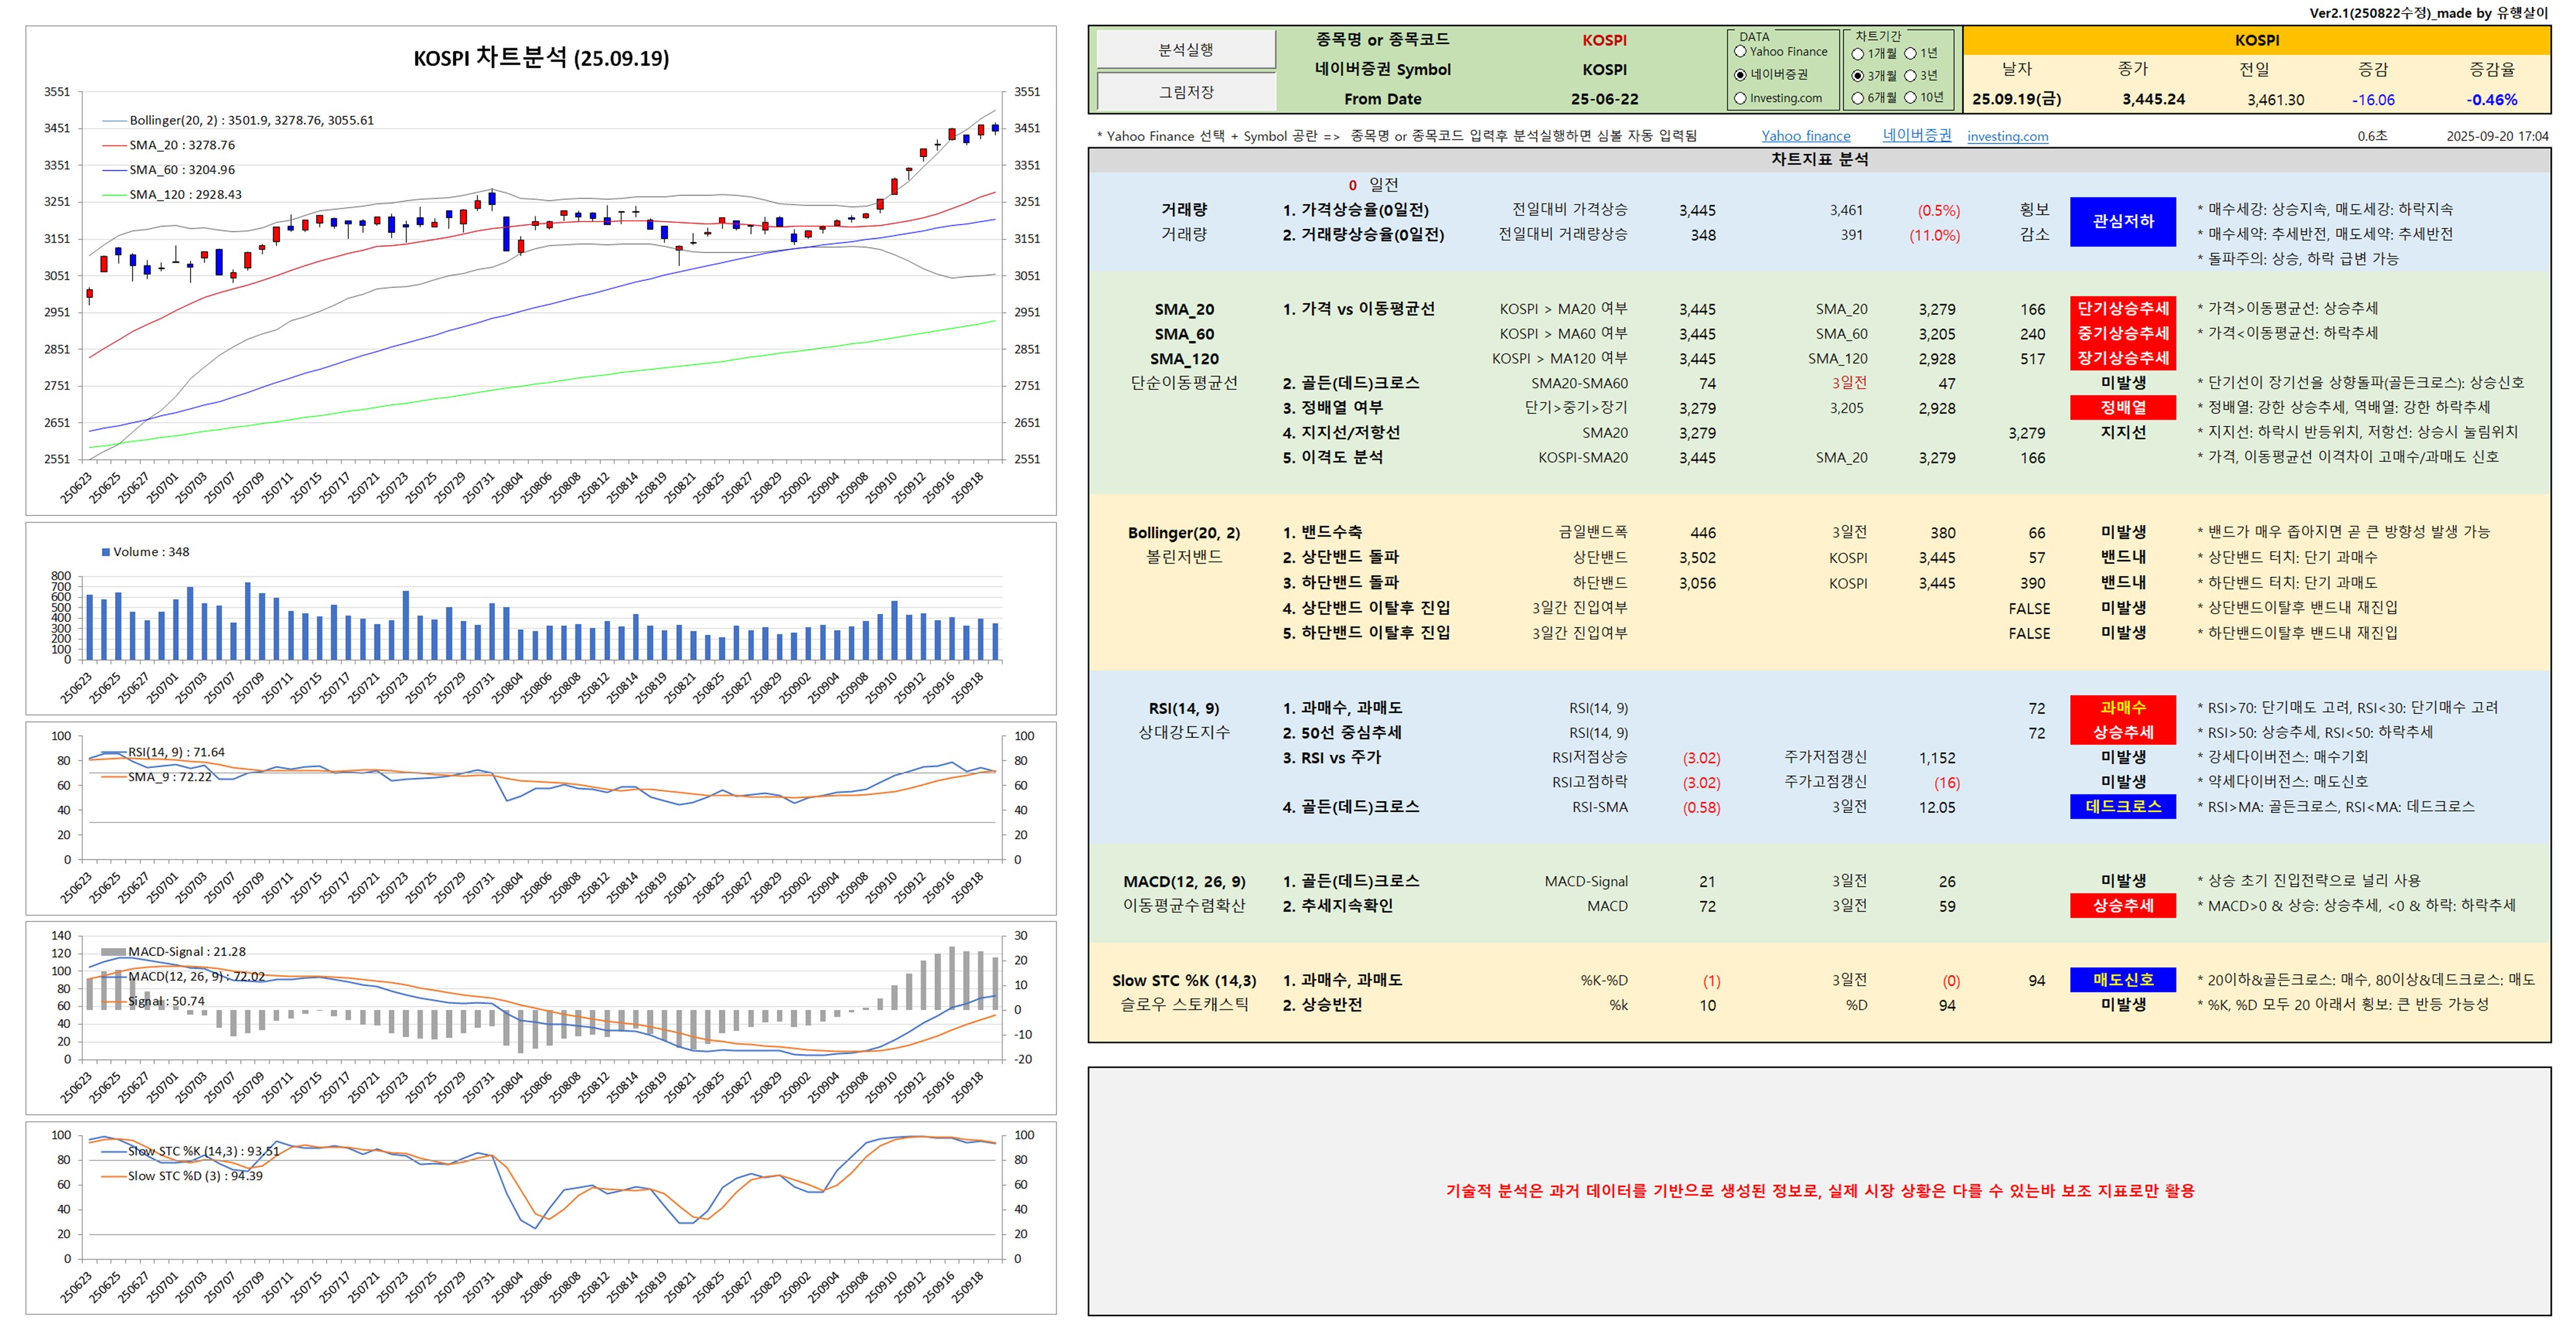 Ver2.1(250822수정)_made by 유행살이
KOSPI 차트분석 (25.09.19)
3551 3551
3451 3451
3351 3351
3251 3251
3151 3151
3051 3051
2951 2951
2851 2851
2751 2751
2651 2651
2551 2551
Bollinger(20, 2) : 3501.9, 3278.76, 3055.61
SMA_20 : 3278.76
SMA_60 : 3204.96
SMA_120 : 2928.43
250623 250625 250627 250701 250703 250707 250709 250711 250715 250717 250721 250723 250725 250729 250731 250804 250806 250808 250812 250814 250819 250821 250825 250827 250829 250902 250904 250908 250910 250912 250916 250918
Volume : 348
800
700
600
500
400
300
200
100
0
250623 250625 250627 250701 250703 250707 250709 250711 250715 250717 250721 250723 250725 250729 250731 250804 250806 250808 250812 250814 250819 250821 250825 250827 250829 250902 250904 250908 250910 250912 250916 250918
100 100
80 80
60 60
40 40
20 20
0 0
RSI(14, 9) : 71.64
SMA_9 : 72.22
250623 250625 250627 250701 250703 250707 250709 250711 250715 250717 250721 250723 250725 250729 250731 250804 250806 250808 250812 250814 250819 250821 250825 250827 250829 250902 250904 250908 250910 250912 250916 250918
140 30
120
100 20
80 10
60 0
40 -10
20
0 -20
MACD-Signal : 21.28
MACD(12, 26, 9) : 72.02
Signal : 50.74
250623 250625 250627 250701 250703 250707 250709 250711 250715 250717 250721 250723 250725 250729 250731 250804 250806 250808 250812 250814 250819 250821 250825 250827 250829 250902 250904 250908 250910 250912 250916 250918
100 100
80 80
60 60
40 40
20 20
0 0
Slow STC %K (14,3) : 93.51
Slow STC %D (3) : 94.39
250623 250625 250627 250701 250703 250707 250709 250711 250715 250717 250721 250723 250725 250729 250731 250804 250806 250808 250812 250814 250819 250821 250825 250827 250829 250902 250904 250908 250910 250912 250916 250918
분석실행
그림저장
종목명 or 종목코드 KOSPI
네이버증권 Symbol KOSPI
From Date 25-06-22
DATA
Yahoo Finance
네이버증권
Investing.com
차트기간
1개월 1년
3개월 3년
6개월 10년
KOSPI
날자 종가 전일 증감 증감율
25.09.19(금) 3,445.24 3,461.30 -16.06 -0.46%
* Yahoo Finance 선택 + Symbol 공란 => 종목명 or 종목코드 입력후 분석실행하면 심볼 자동 입력됨 Yahoo finance 네이버증권 investing.com 0.6초 2025-09-20 17:04
차트지표 분석
0 일전
거래량 1. 가격상승율(0일전) 전일대비 가격상승 3,445 3,461 (0.5%) 횡보 관심저하 * 매수세강: 상승지속, 매도세강: 하락지속
거래량 2. 거래량상승율(0일전) 전일대비 거래량상승 348 391 (11.0%) 감소 * 매수세약: 추세반전, 매도세약: 추세반전
* 돌파주의: 상승, 하락 급변 가능
SMA_20 1. 가격 vs 이동평균선 KOSPI > MA20 여부 3,445 SMA_20 3,279 166 단기상승추세 * 가격>이동평균선: 상승추세
SMA_60 KOSPI > MA60 여부 3,445 SMA_60 3,205 240 중기상승추세 * 가격<이동평균선: 하락추세
SMA_120 KOSPI > MA120 여부 3,445 SMA_120 2,928 517 장기상승추세
단순이동평균선 2. 골든(데드)크로스 SMA20-SMA60 74 3일전 47 미발생 * 단기선이 장기선을 상향돌파(골든크로스): 상승신호
3. 정배열 여부 단기>중기>장기 3,279 3,205 2,928 정배열 * 정배열: 강한 상승추세, 역배열: 강한 하락추세
4. 지지선/저항선 SMA20 3,279 3,279 지지선 * 지지선: 하락시 반등위치, 저항선: 상승시 눌림위치
5. 이격도 분석 KOSPI-SMA20 3,445 SMA_20 3,279 166 * 가격, 이동평균선 이격차이 고매수/과매도 신호
Bollinger(20, 2) 1. 밴드수축 금일밴드폭 446 3일전 380 66 미발생 * 밴드가 매우 좁아지면 곧 큰 방향성 발생 가능
볼린저밴드 2. 상단밴드 돌파 상단밴드 3,502 KOSPI 3,445 57 밴드내 * 상단밴드 터치: 단기 과매수
3. 하단밴드 돌파 하단밴드 3,056 KOSPI 3,445 390 밴드내 * 하단밴드 터치: 단기 과매도
4. 상단밴드 이탈후 진입 3일간 진입여부 FALSE 미발생 * 상단밴드이탈후 밴드내 재진입
5. 하단밴드 이탈후 진입 3일간 진입여부 FALSE 미발생 * 하단밴드이탈후 밴드내 재진입
RSI(14, 9) 1. 과매수, 과매도 RSI(14, 9) 72 과매수 * RSI>70: 단기매도 고려, RSI<30: 단기매수 고려
상대강도지수 2. 50선 중심추세 RSI(14, 9) 72 상승추세 * RSI>50: 상승추세, RSI<50: 하락추세
3. RSI vs 주가 RSI저점상승 (3.02) 주가저점갱신 1,152 미발생 * 강세다이버전스: 매수기회
RSI고점하락 (3.02) 주가고점갱신 (16) 미발생 * 약세다이버전스: 매도신호
4. 골든(데드)크로스 RSI-SMA (0.58) 3일전 12.05 데드크로스 * RSI>MA: 골든크로스, RSI<MA: 데드크로스
MACD(12, 26, 9) 1. 골든(데드)크로스 MACD-Signal 21 3일전 26 미발생 * 상승 초기 진입전략으로 널리 사용
이동평균수렴확산 2. 추세지속확인 MACD 72 3일전 59 상승추세 * MACD>0 & 상승: 상승추세, <0 & 하락: 하락추세
Slow STC %K (14,3) 1. 과매수, 과매도 %K-%D (1) 3일전 (0) 94 매도신호 * 20이하&골든크로스: 매수, 80이상&데드크로스: 매도
슬로우 스토캐스틱 2. 상승반전 %k 10 %D 94 미발생 * %K, %D 모두 20 아래서 횡보: 큰 반등 가능성
기술적 분석은 과거 데이터를 기반으로 생성된 정보로, 실제 시장 상황은 다를 수 있는바 보조 지표로만 활용